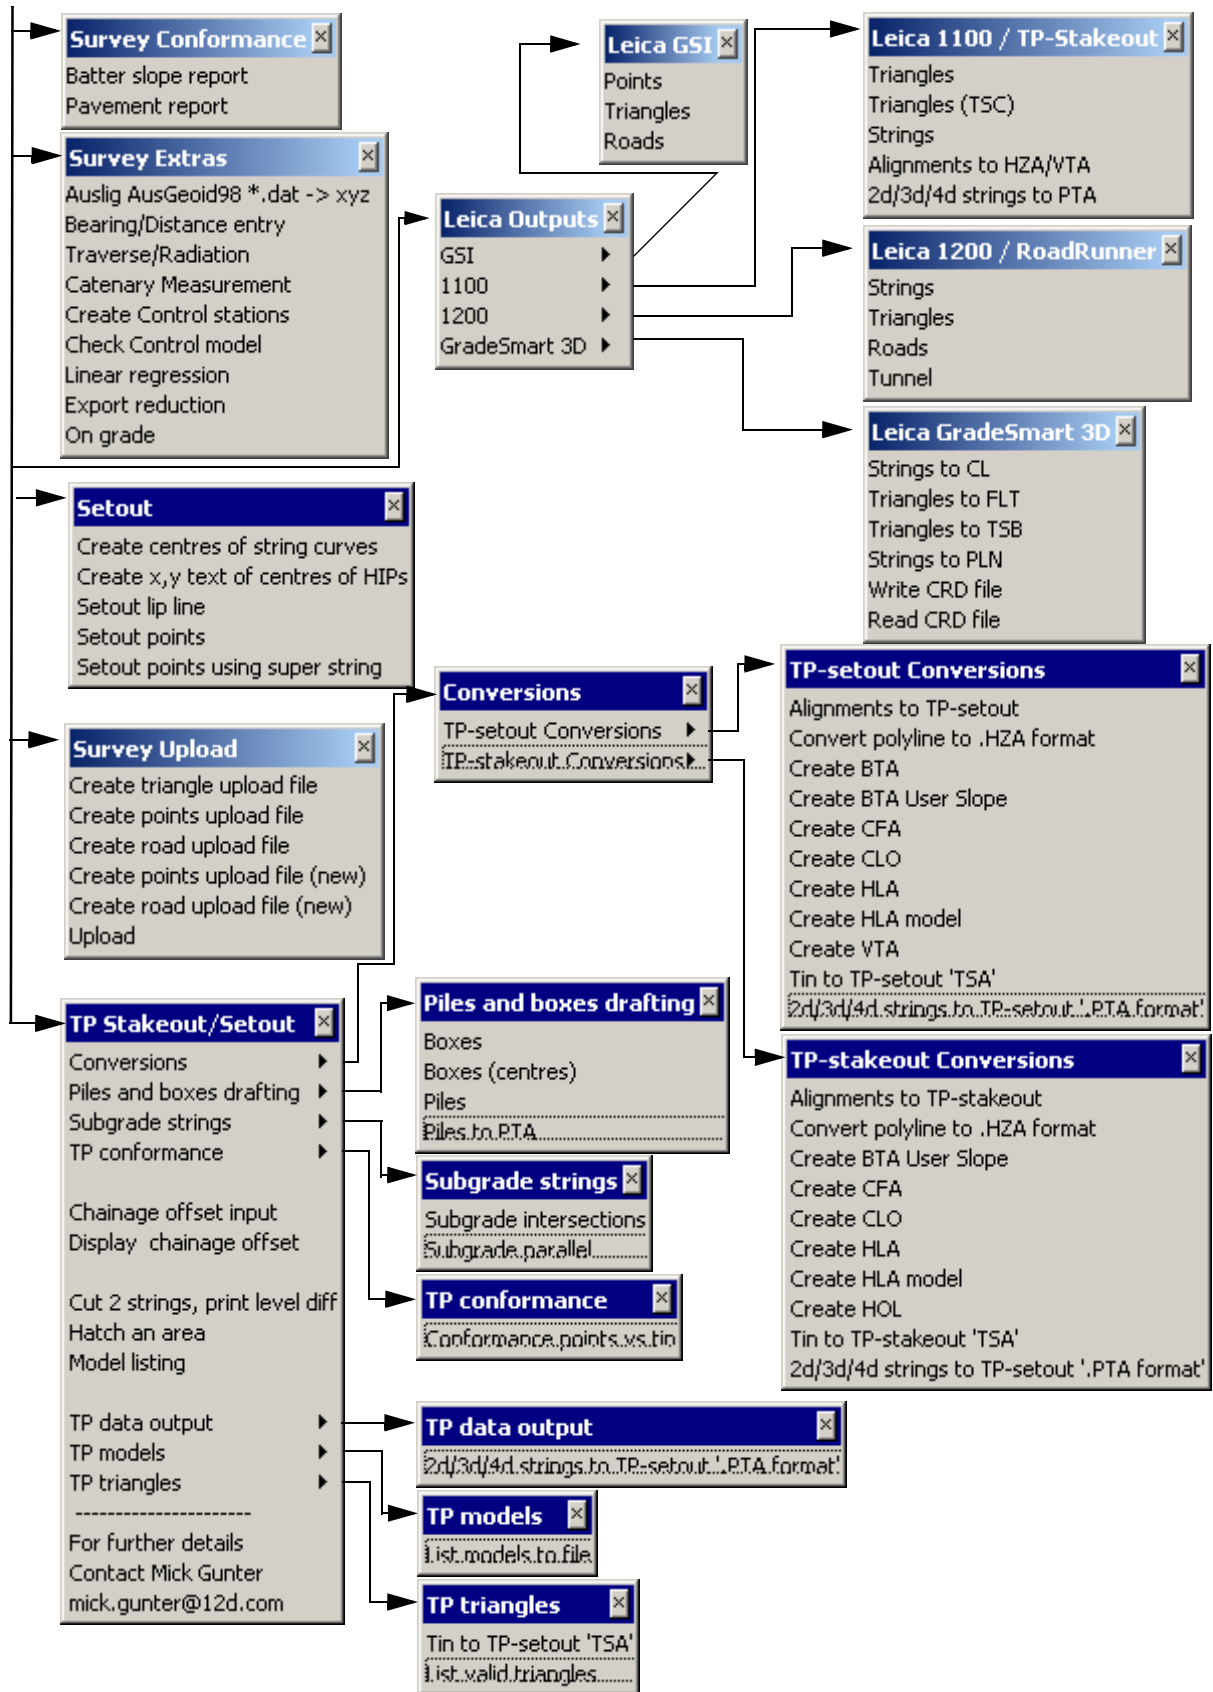 Survey Conformance
Batter slope report
Pavement report
Survey Extras
Auslig AusGeoid98 *.dat -> xyz
Bearing/Distance entry
Traverse/Radiation
Catenary Measurement
Create Control stations
Check Control model
Linear regression
Export reduction
On grade
Leica GSI
Points
Triangles
Roads
Leica Outputs
GSI
1100
1200
GradeSmart 3D
Leica 1100 / TP-Stakeout
Triangles
Triangles (TSC)
Strings
Alignments to HZA/VTA
2d/3d/4d strings to PTA
Leica 1200 / RoadRunner
Strings
Triangles
Roads
Tunnel
Leica GradeSmart 3D
Strings to CL
Triangles to FLT
Triangles to TSB
Strings to PLN
Write CRD file
Read CRD file
Setout
Create centres of string curves
Create x,y text of centres of HIPs
Setout lip line
Setout points
Setout points using super string
Survey Upload
Create triangle upload file
Create points upload file
Create road upload file
Create points upload file (new)
Create road upload file (new)
Upload
Conversions
TP-setout Conversions
TP-stakeout Conversions
TP-setout Conversions
Alignments to TP-setout
Convert polyline to .HZA format
Create BTA
Create BTA User Slope
Create CFA
Create CLO
Create HLA
Create HLA model
Create VTA
Tin to TP-setout 'TSA'
2d/3d/4d strings to TP-setout '.PTA format'
TP-stakeout Conversions
Alignments to TP-stakeout
Convert polyline to .HZA format
Create BTA User Slope
Create CFA
Create CLO
Create HLA
Create HLA model
Create HOL
Tin to TP-stakeout 'TSA'
2d/3d/4d strings to TP-setout '.PTA format'
TP Stakeout/Setout
Conversions
Piles and boxes drafting
Subgrade strings
TP conformance
Chainage offset input
Display chainage offset
Cut 2 strings, print level diff
Hatch an area
Model listing
TP data output
TP models
TP triangles
----------------------
For further details
Contact Mick Gunter
mick.gunter@12d.com
Piles and boxes drafting
Boxes
Boxes (centres)
Piles
Piles to PTA
Subgrade strings
Subgrade intersections
Subgrade parallel
TP conformance
Conformance points vs tin
TP data output
2d/3d/4d strings to TP-setout '.PTA format'
TP models
List models to file
TP triangles
Tin to TP-setout 'TSA'
List valid triangles